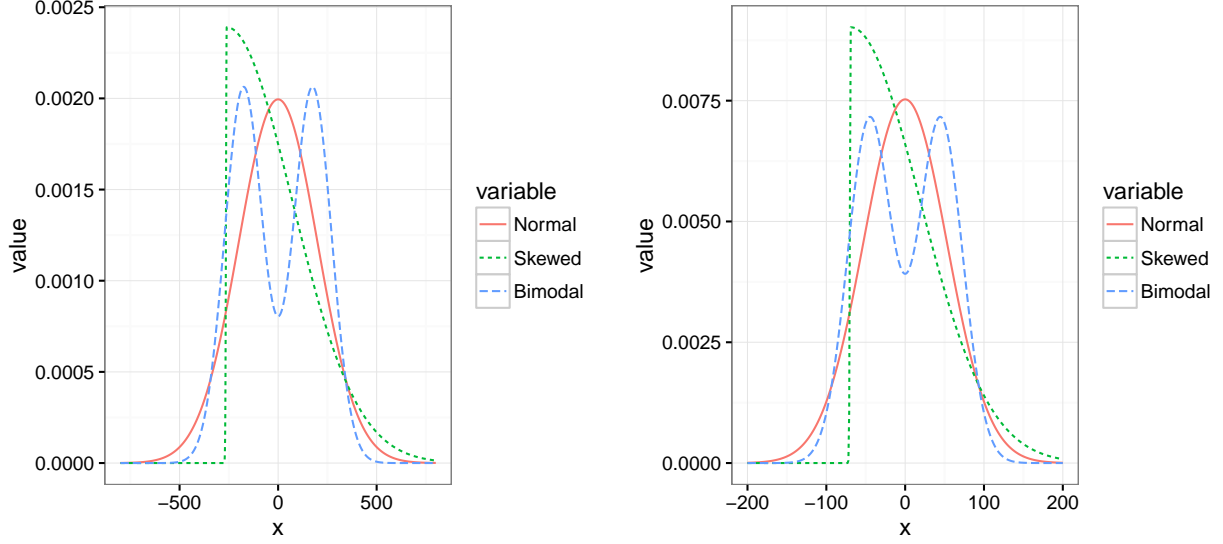 0.0025
0.0020
0.0015
0.0010
0.0005
0.0000
value
−500
0
500
x
variable
Normal
Skewed
Bimodal
0.0075
0.0050
0.0025
0.0000
value
−200
−100
0
100
200
x
variable
Normal
Skewed
Bimodal